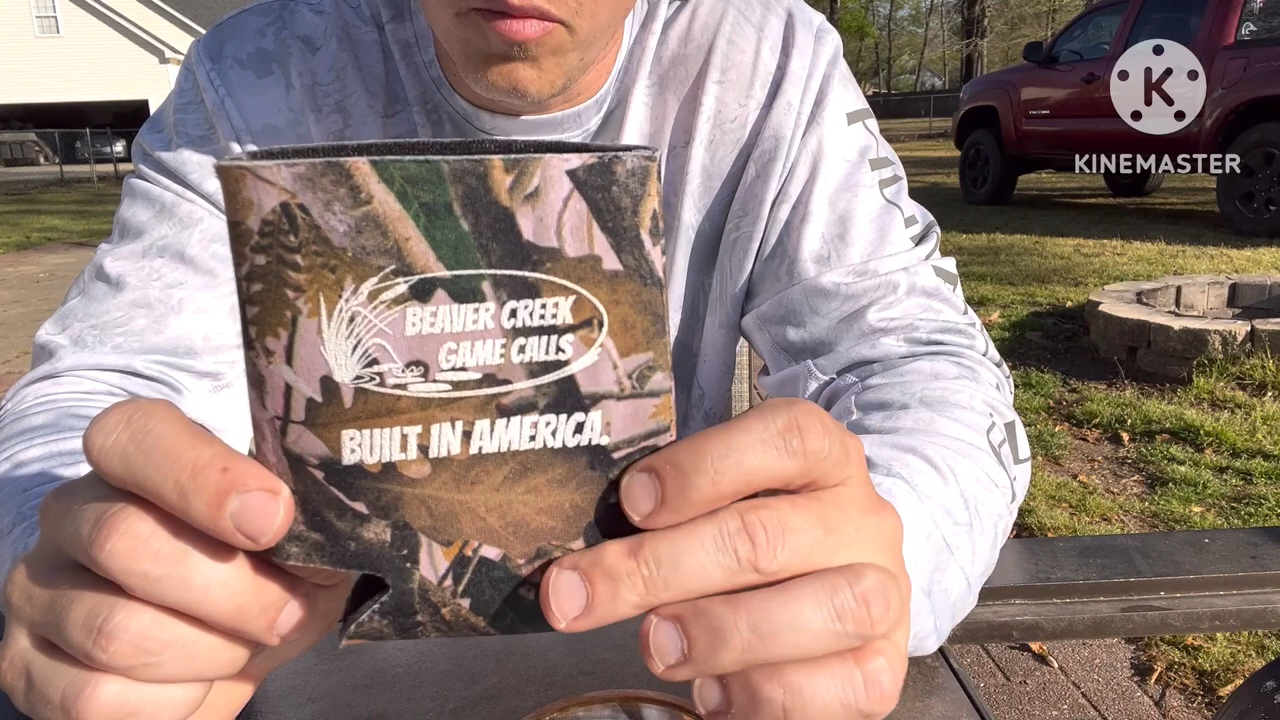 BEAVER CREEK
GAME CALLS
BUILT IN AMERICA.
K
KINEMASTER